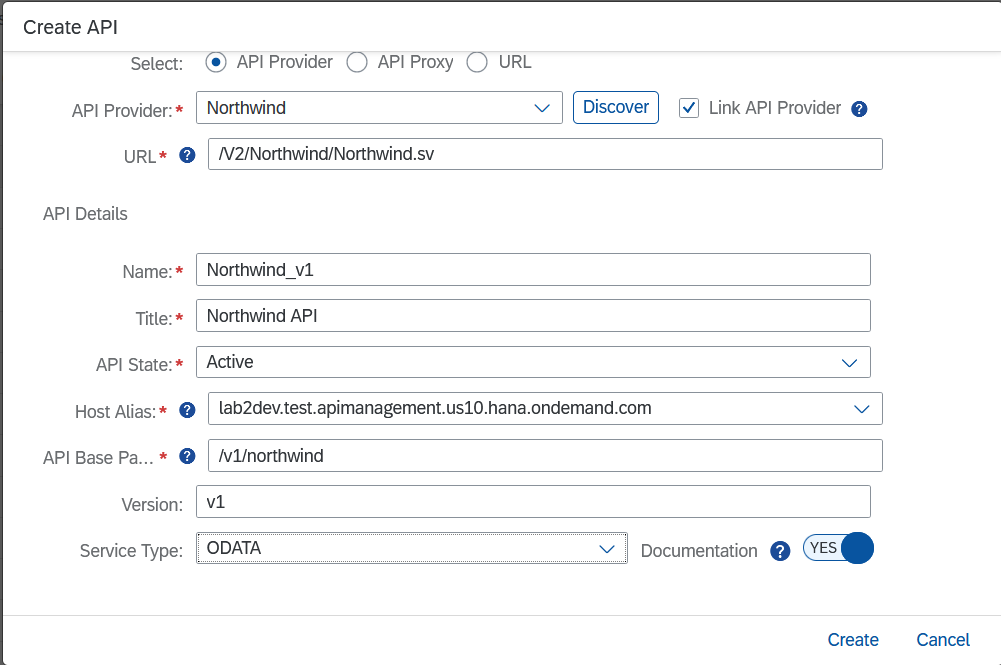 Create API
Select: API Provider API Proxy URL
API Provider:* Northwind Discover Link API Provider ?
URL* ? /V2/Northwind/Northwind.sv
API Details
Name:* Northwind_v1
Title:* Northwind API
API State:* Active
Host Alias:* ? lab2dev.test.apimanagement.us10.hana.ondemand.com
API Base Pa... * ? /v1/northwind
Version: v1
Service Type: ODATA Documentation ? YES
Create Cancel